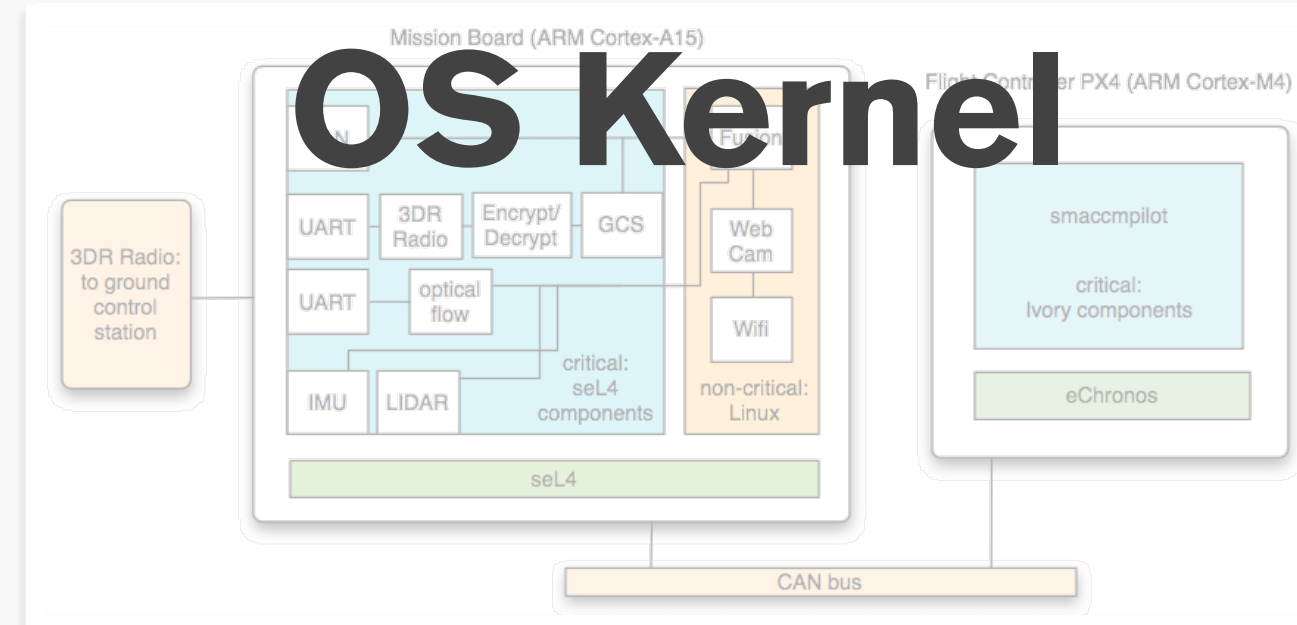 Mission Board (ARM Cortex-A15)
OS Kernel
Flight Controller PX4 (ARM Cortex-M4)
Fusion
UART
3DR
Radio
Encrypt/
Decrypt
GCS
Web
Cam
UART
optical
flow
Wifi
IMU
LIDAR
critical:
seL4
components
non-critical:
Linux
seL4
3DR Radio:
to ground
control
station
smaccmpilot
critical:
Ivory components
eChronos
CAN bus